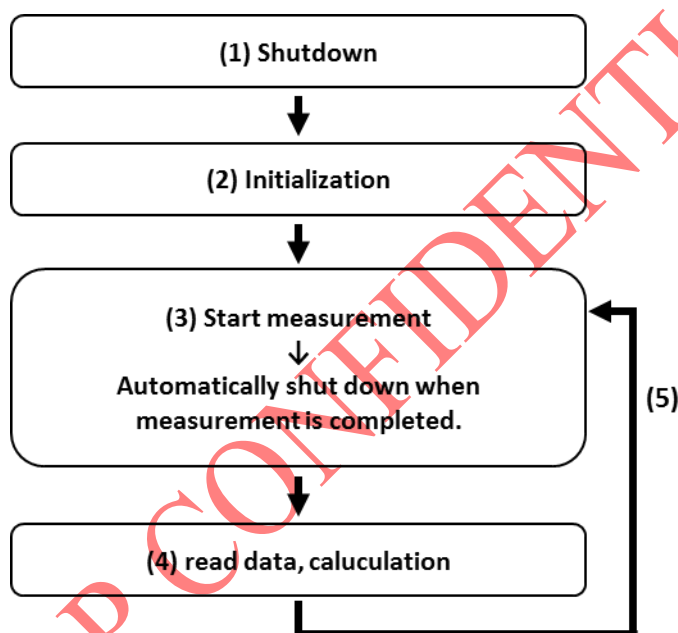 (1) Shutdown
(2) Initialization
(3) Start measurement
↓
Automatically shut down when
measurement is completed.
(5)
(4) read data, caluculation
P CONFIDENTI